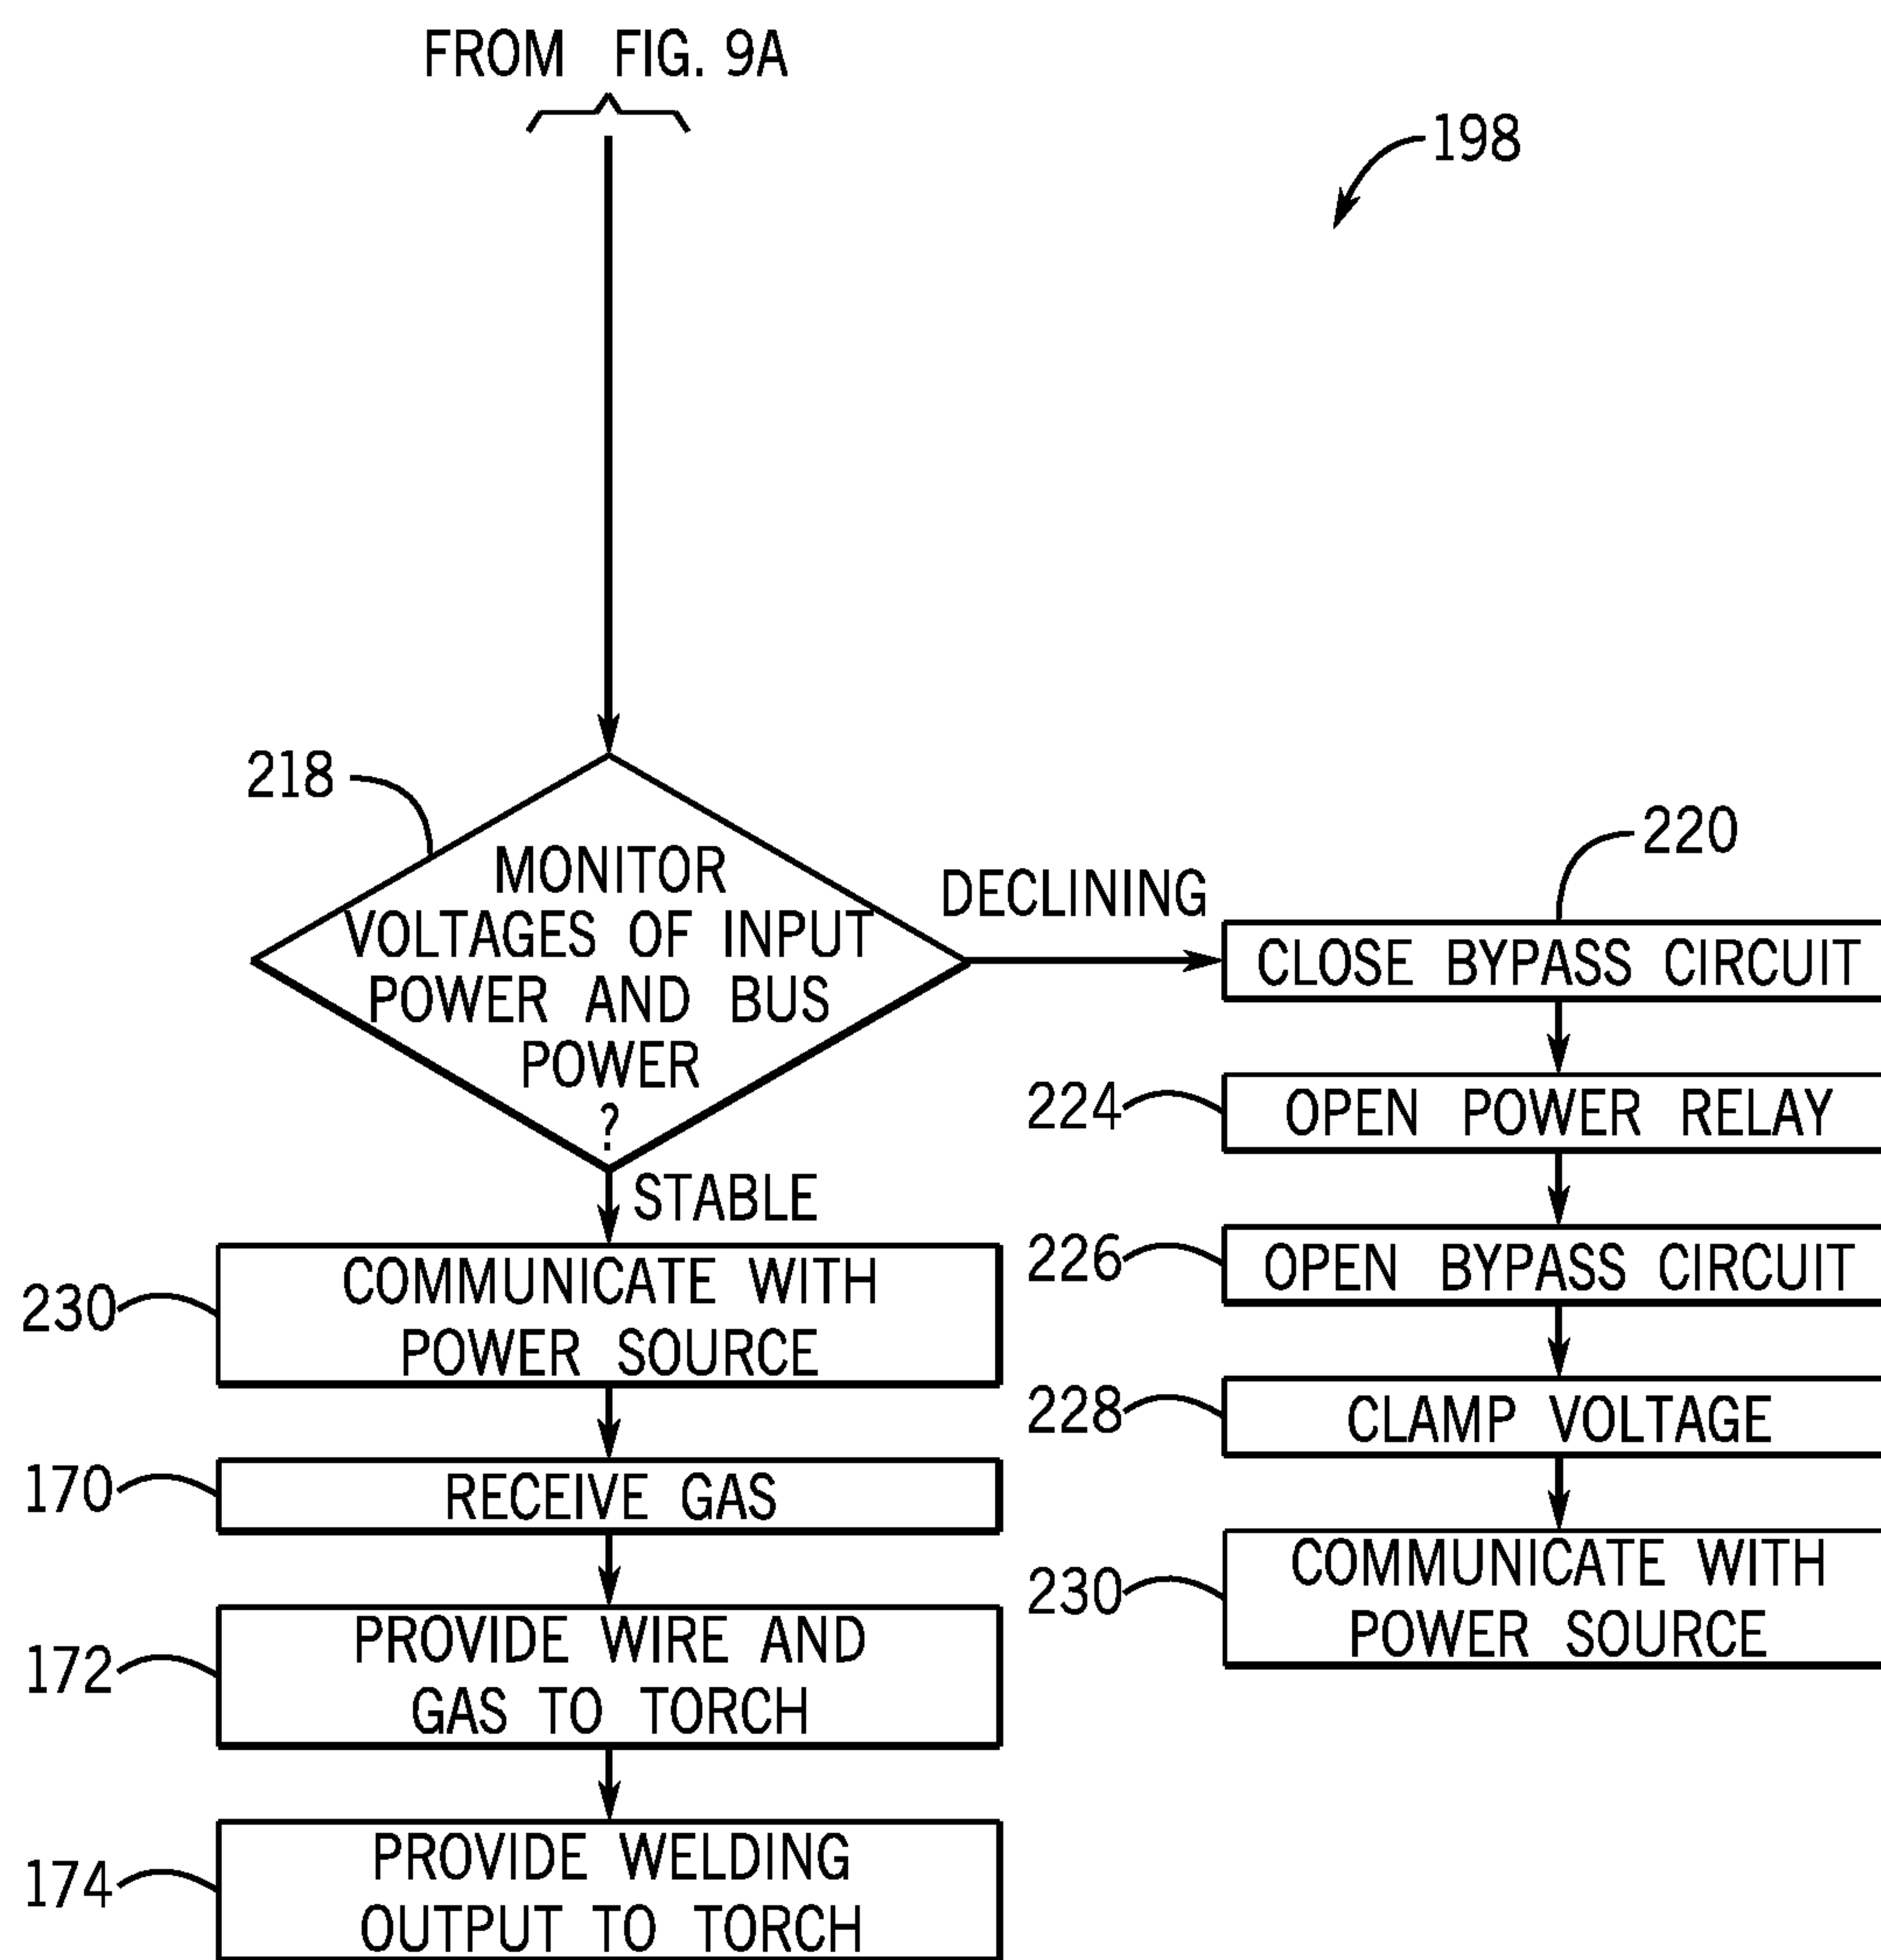 FROM FIG. 9A
198
218
MONITOR
VOLTAGES OF INPUT
POWER AND BUS
POWER
?
DECLINING
STABLE
230
COMMUNICATE WITH
POWER SOURCE
170
RECEIVE GAS
172
PROVIDE WIRE AND
GAS TO TORCH
174
PROVIDE WELDING
OUTPUT TO TORCH
220
CLOSE BYPASS CIRCUIT
224
OPEN POWER RELAY
226
OPEN BYPASS CIRCUIT
228
CLAMP VOLTAGE
230
COMMUNICATE WITH
POWER SOURCE